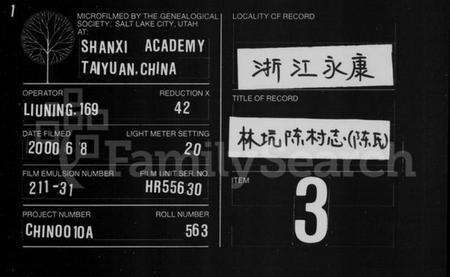 1
MICROFILMED BY THE GENEALOGICAL
SOCIETY: SALT LAKE CITY, UTAH
AT:
SHANXI ACADEMY
TAIYUAN. CHINA
OPERATOR REDUCTION X
LIUNING.169 42
DATE FILMED LIGHT METER SETTING
2000 6 8 20
FILM EMULSION NUMBER FILM UNIT SER. NO.
211-31 HR55630
PROJECT NUMBER ROLL NUMBER
CHINOO10A 563
LOCALITY OF RECORD
浙江永康
TITLE OF RECORD
林坑陈村志(陈氏)
ITEM
3
FamilySearch